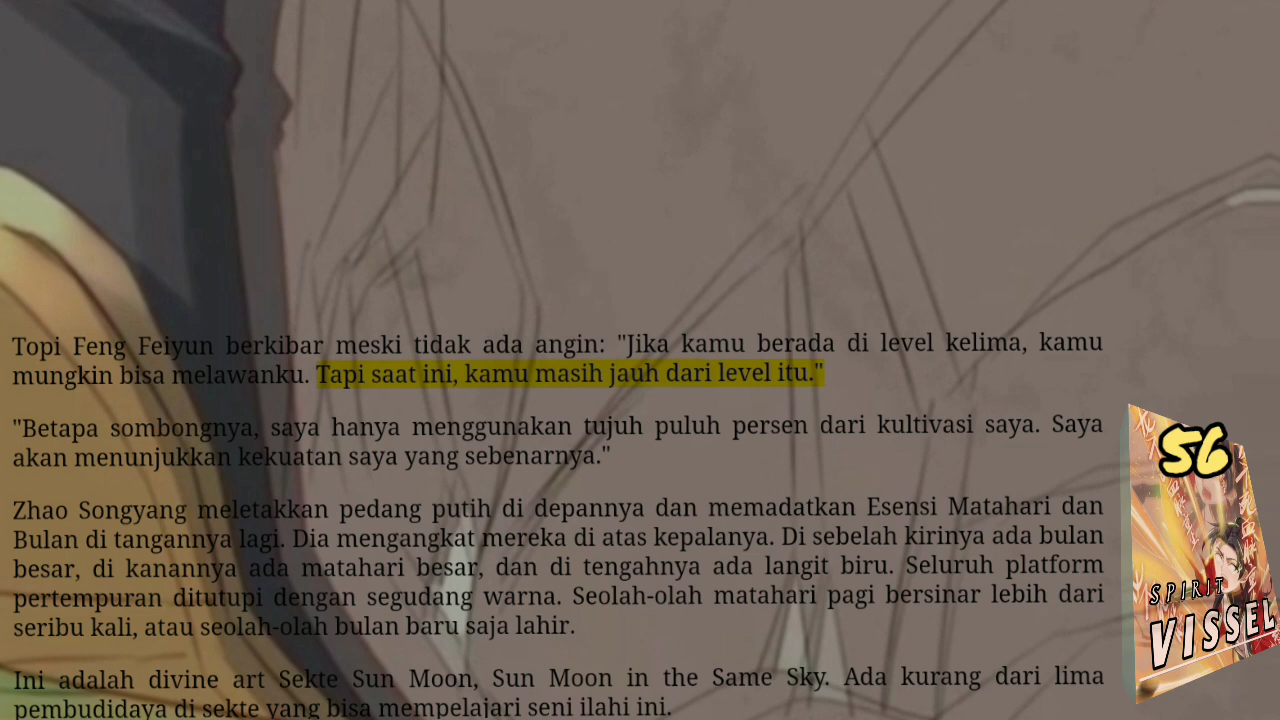 Topi Feng Feiyun berkibar meski tidak ada angin: "Jika kamu berada di level kelima, kamu
mungkin bisa melawanku. Tapi saat ini, kamu masih jauh dari level itu."
"Betapa sombongnya, saya hanya menggunakan tujuh puluh persen dari kultivasi saya. Saya
akan menunjukkan kekuatan saya yang sebenarnya."
Zhao Songyang meletakkan pedang putih di depannya dan memadatkan Esensi Matahari dan
Bulan di tangannya lagi. Dia mengangkat mereka di atas kepalanya. Di sebelah kirinya ada bulan
besar, di kanannya ada matahari besar, dan di tengahnya ada langit biru. Seluruh platform
pertempuran ditutupi dengan segudang warna. Seolah-olah matahari pagi bersinar lebih dari
seribu kali, atau seolah-olah bulan baru saja lahir.
Ini adalah divine art Sekte Sun Moon, Sun Moon in the Same Sky. Ada kurang dari lima
pembudidaya di sekte yang bisa mempelajari seni ilahi ini.
56
SPIRIT
VISSEL